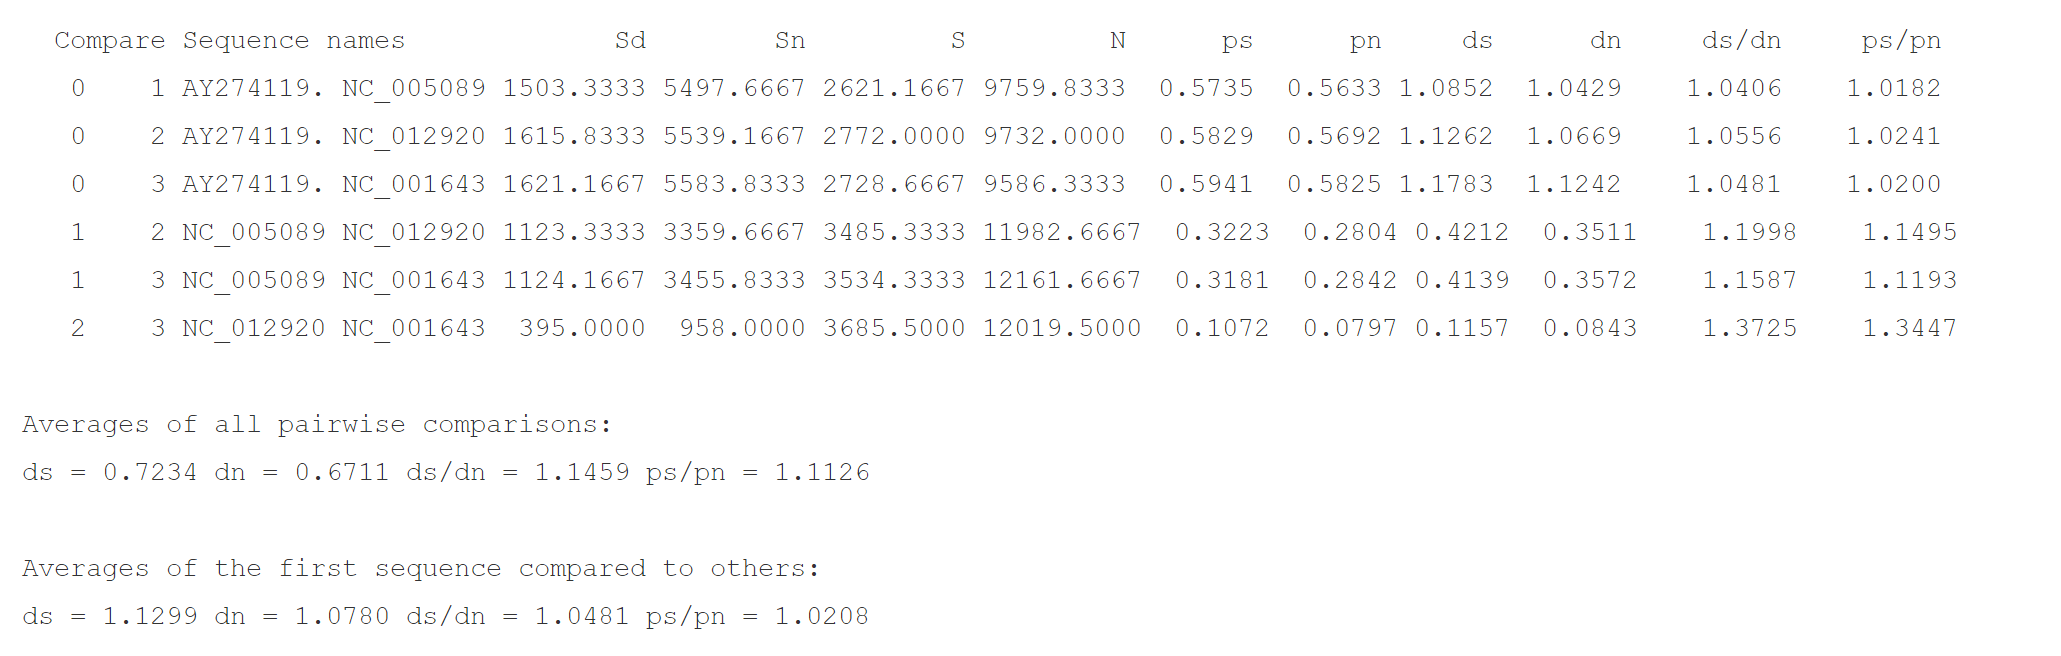 Compare Sequence names Sd Sn S N ps pn ds dn ds/dn ps/pn
0 1 AY274119. NC_005089 1503.3333 5497.6667 2621.1667 9759.8333 0.5735 0.5633 1.0852 1.0429 1.0406 1.0182
0 2 AY274119. NC_012920 1615.8333 5539.1667 2772.0000 9732.0000 0.5829 0.5692 1.1262 1.0669 1.0556 1.0241
0 3 AY274119. NC_001643 1621.1667 5583.8333 2728.6667 9586.3333 0.5941 0.5825 1.1783 1.1242 1.0481 1.0200
1 2 NC_005089 NC_012920 1123.3333 3359.6667 3485.3333 11982.6667 0.3223 0.2804 0.4212 0.3511 1.1998 1.1495
1 3 NC_005089 NC_001643 1124.1667 3455.8333 3534.3333 12161.6667 0.3181 0.2842 0.4139 0.3572 1.1587 1.1193
2 3 NC_012920 NC_001643 395.0000 958.0000 3685.5000 12019.5000 0.1072 0.0797 0.1157 0.0843 1.3725 1.3447
Averages of all pairwise comparisons:
ds = 0.7234 dn = 0.6711 ds/dn = 1.1459 ps/pn = 1.1126
Averages of the first sequence compared to others:
ds = 1.1299 dn = 1.0780 ds/dn = 1.0481 ps/pn = 1.0208